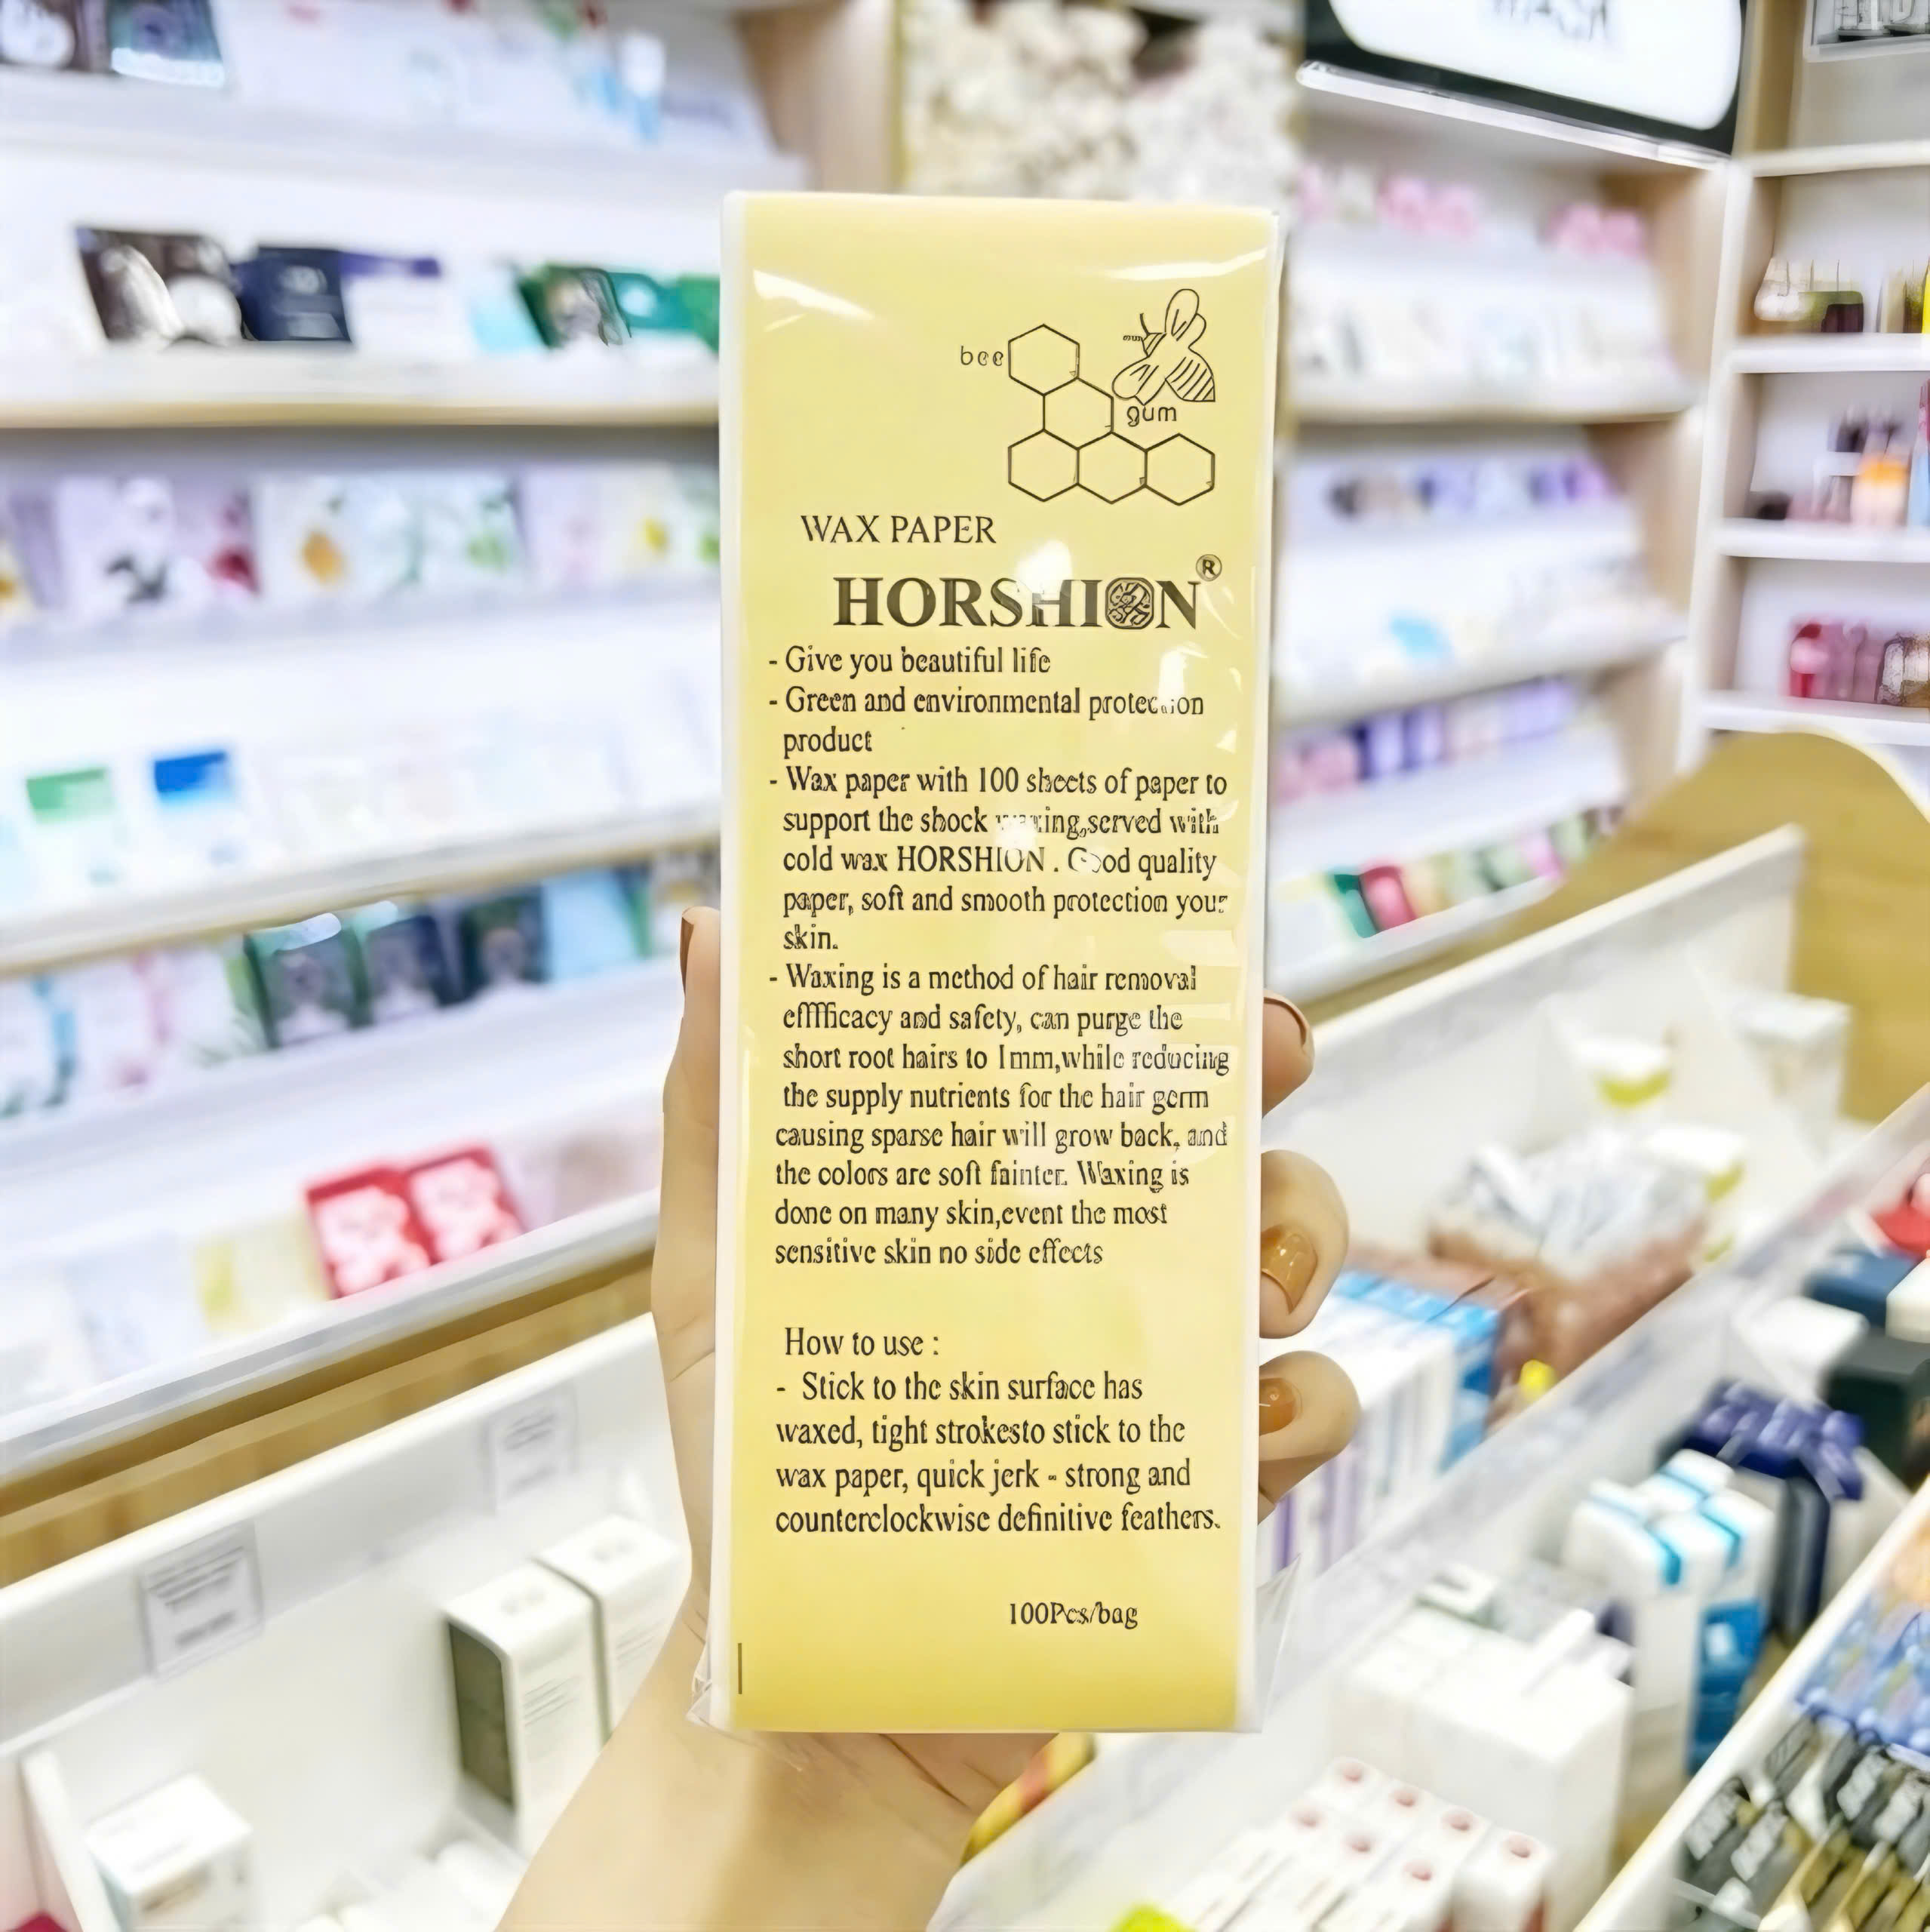 bee
gum
WAX PAPER
HORSHION®
- Give you beautiful life
- Green and environmental protection
product
- Wax paper with 100 sheets of paper to
support the shock waxing,served with
cold wax HORSHION . Good quality
paper, soft and smooth protection your
skin.
- Waxing is a method of hair removal
efffficacy and safety, can purge the
short root hairs to 1mm,while reducing
the supply nutrients for the hair germ
causing sparse hair will grow back, and
the colors are soft fainter. Waxing is
done on many skin,event the most
sensitive skin no side effects
How to use :
- Stick to the skin surface has
waxed, tight strokesto stick to the
wax paper, quick jerk - strong and
counterclockwise definitive feathers.
100Pcs/bag